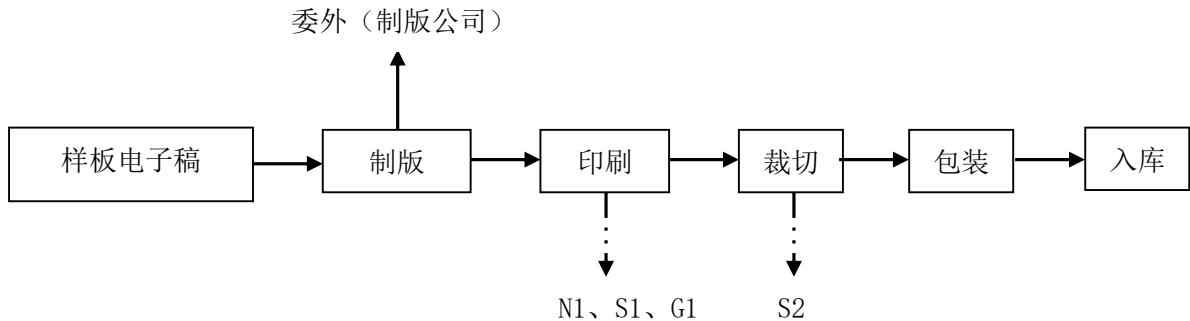 委外（制版公司）
样板电子稿 制版 印刷 裁切 包装 入库
N1、S1、G1 S2